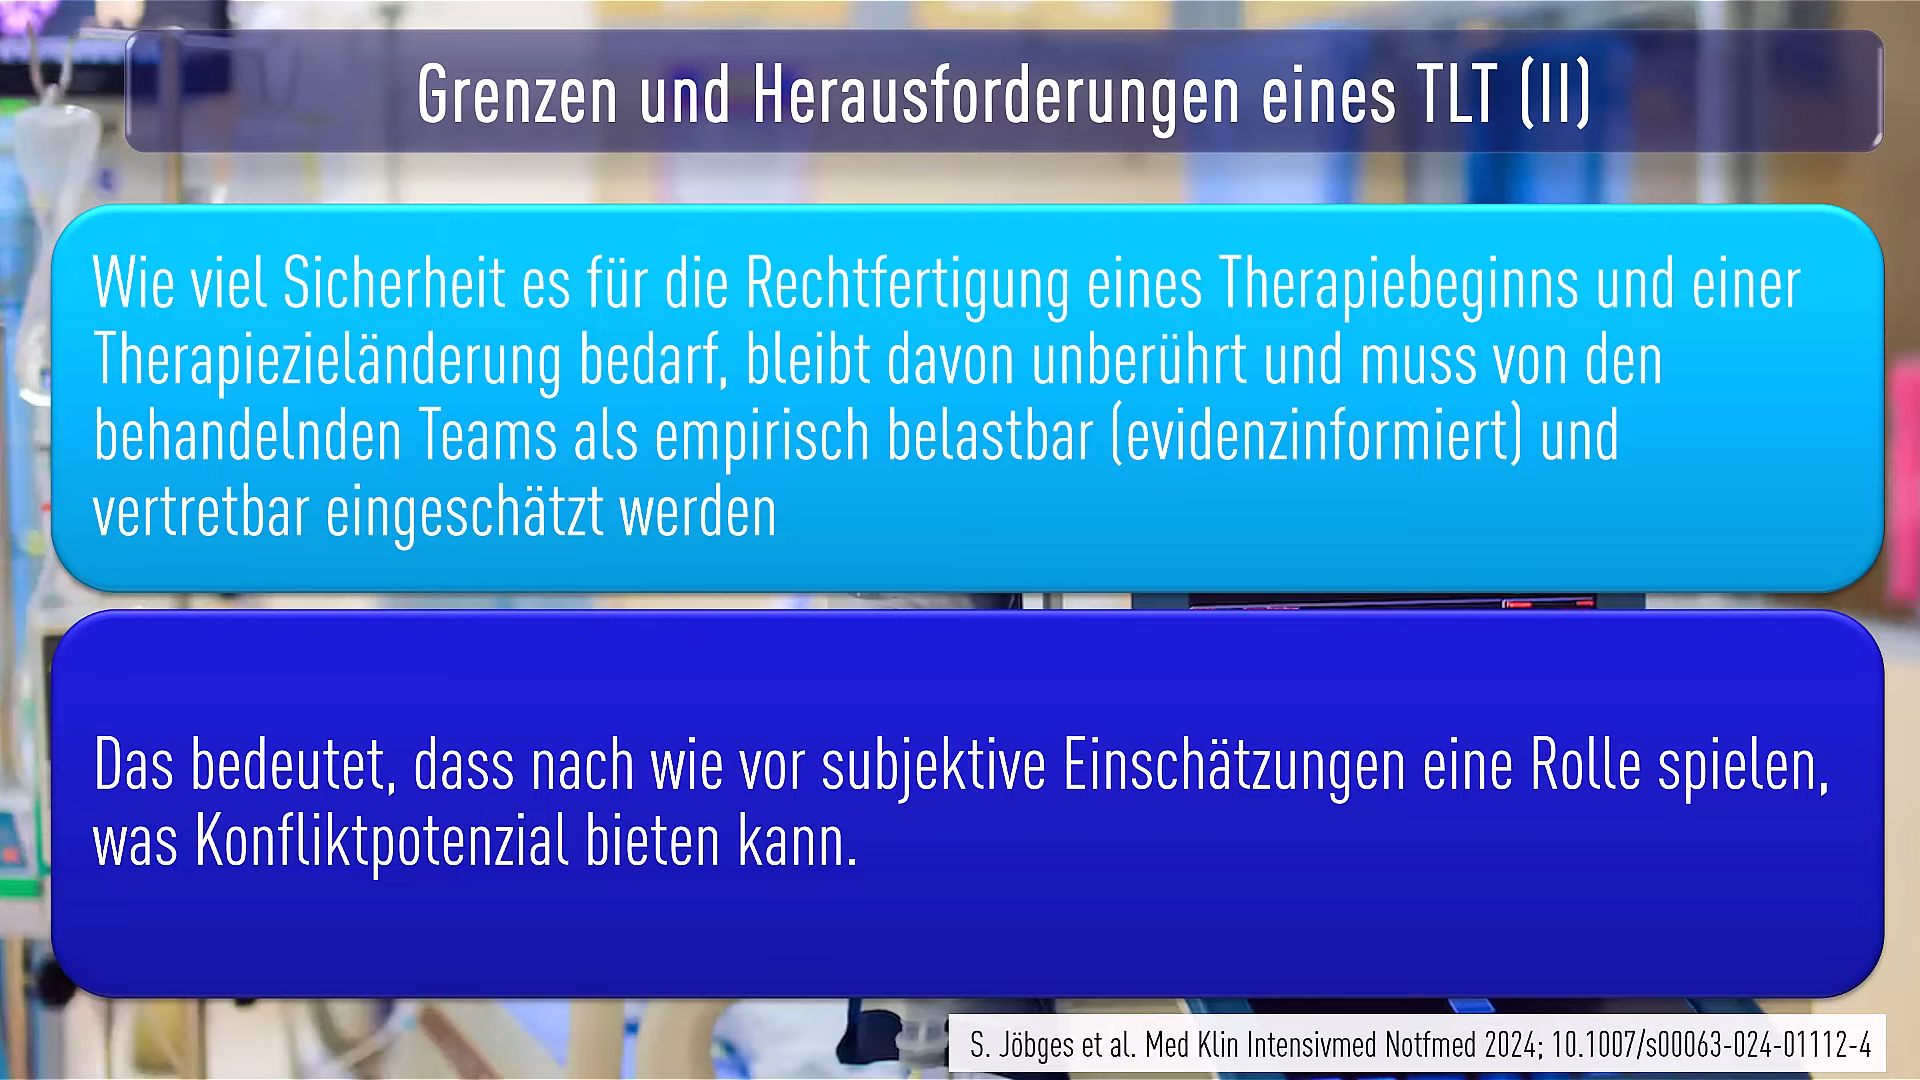 Grenzen und Herausforderungen eines TLT (II)
Wie viel Sicherheit es für die Rechtfertigung eines Therapiebeginns und einer
Therapiezieländerung bedarf, bleibt davon unberührt und muss von den
behandelnden Teams als empirisch belastbar (evidenzinformiert) und
vertretbar eingeschätzt werden
Das bedeutet, dass nach wie vor subjektive Einschätzungen eine Rolle spielen,
was Konfliktpotenzial bieten kann.
S. Jöbges et al. Med Klin Intensivmed Notfmed 2024; 10.1007/s00063-024-01112-4